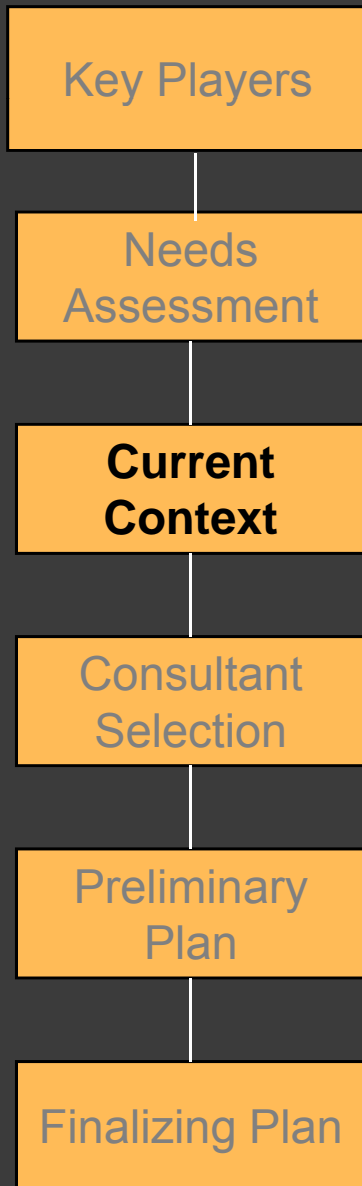 Key Players
Needs
Assessment
Current
Context
Consultant
Selection
Preliminary
Plan
Finalizing Plan